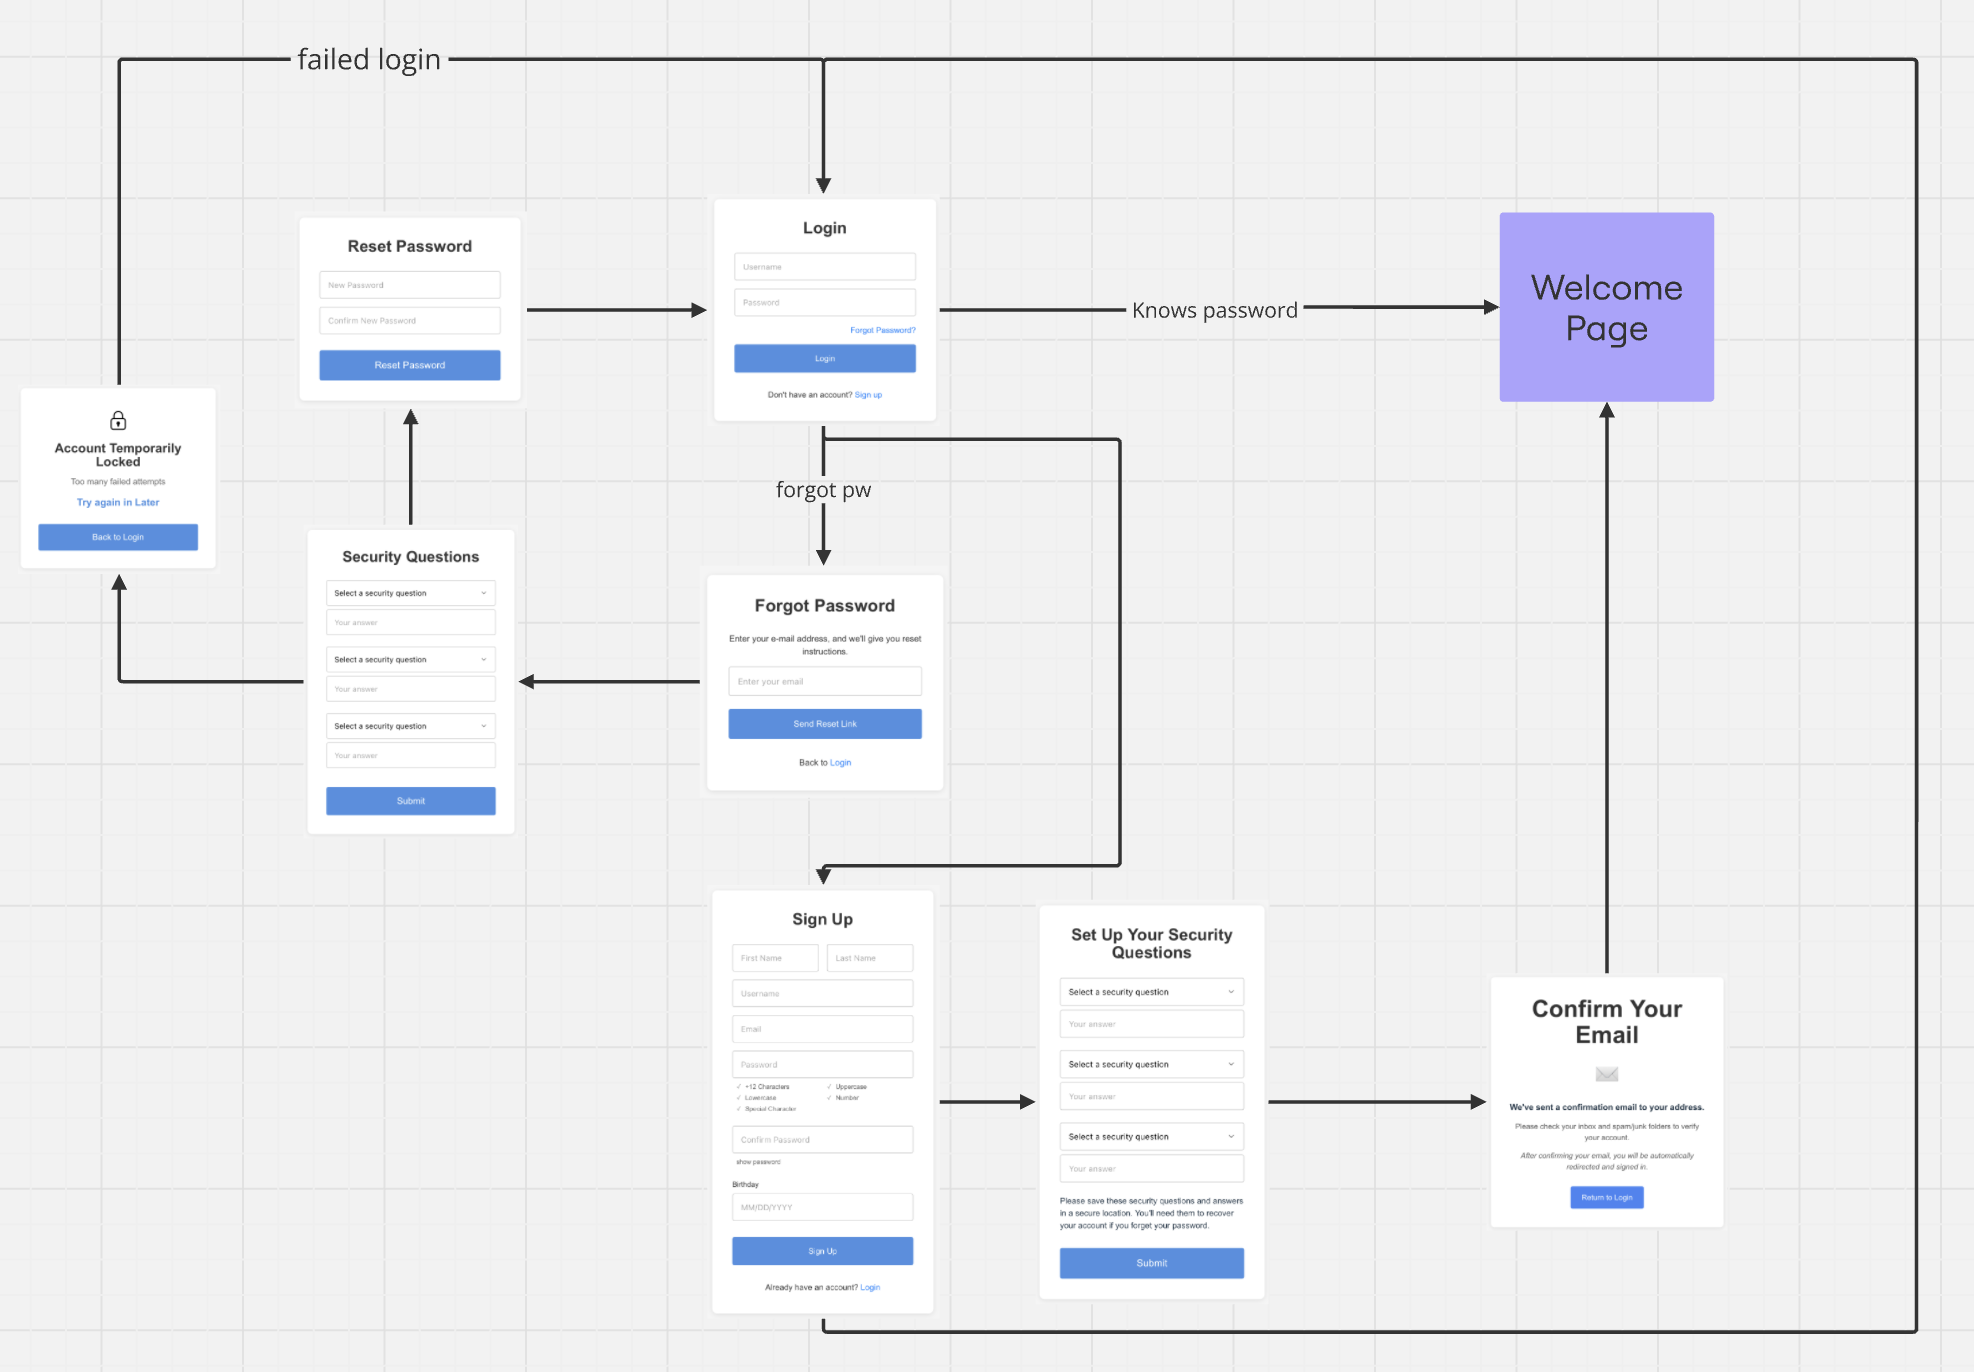 failed login
Reset Password
New Password
Confirm New Password
Reset Password
Login
Username
Password
Forgot Password?
Login
Don't have an account? Sign up
Knows password
Welcome
Page
Account Temporarily
Locked
Too many failed attempts
Try again in Later
Back to Login
forgot pw
Security Questions
Select a security question
Your answer
Select a security question
Your answer
Select a security question
Your answer
Submit
Forgot Password
Enter your e-mail address, and we'll give you reset
instructions.
Enter your email
Send Reset Link
Back to Login
Sign Up
First Name Last Name
Username
Email
Password
✓ +12 Characters ✓ Uppercase
✓ Lowercase ✓ Number
✓ Special Character
Confirm Password
show password
Birthday
MM/DD/YYYY
Sign Up
Already have an account? Login
Set Up Your Security
Questions
Select a security question
Your answer
Select a security question
Your answer
Select a security question
Your answer
Please save these security questions and answers
in a secure location. You'll need them to recover
your account if you forget your password.
Submit
Confirm Your
Email
We've sent a confirmation email to your address.
Please check your inbox and spam/junk folders to verify
your account.
After confirming your email, you will be automatically
redirected and signed in.
Return to Login